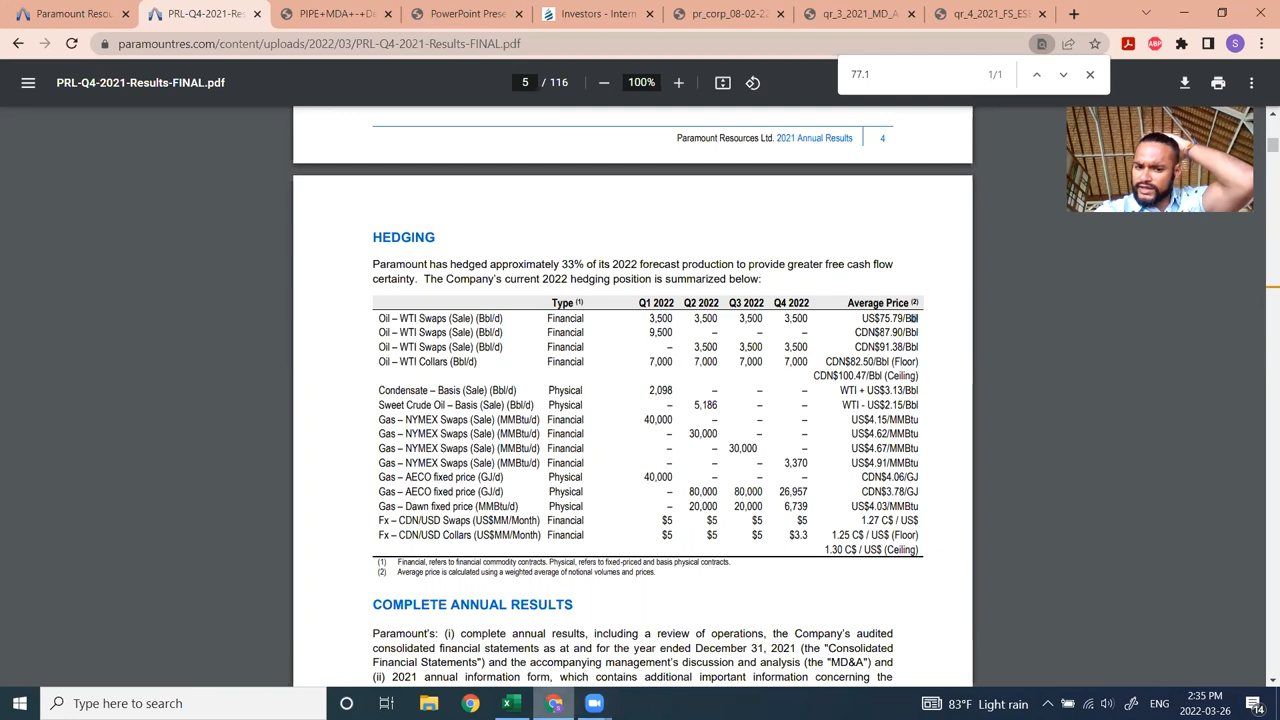 Paramount Resou
PRL-Q4-2021-Res
PIPE+MDA+-+De
PowerPoint Prese
Investors - Intern
pr_corp_08-02-22
qr_3_2021_MD_A
qr_4_2021_FS_ESE
paramountres.com/content/uploads/2022/03/PRL-Q4-2021-Results-FINAL.pdf
ABP
S
77.1 1/1
PRL-Q4-2021-Results-FINAL.pdf 5 / 116 100%
Paramount Resources Ltd. 2021 Annual Results 4
HEDGING
Paramount has hedged approximately 33% of its 2022 forecast production to provide greater free cash flow
certainty. The Company's current 2022 hedging position is summarized below:
Type (1) Q1 2022 Q2 2022 Q3 2022 Q4 2022 Average Price (2)
Oil – WTI Swaps (Sale) (Bbl/d) Financial 3,500 3,500 3,500 3,500 US$75.79/Bbl
Oil – WTI Swaps (Sale) (Bbl/d) Financial 9,500 – – – CDN$87.90/Bbl
Oil – WTI Swaps (Sale) (Bbl/d) Financial – 3,500 3,500 3,500 CDN$91.38/Bbl
Oil – WTI Collars (Bbl/d) Financial 7,000 7,000 7,000 7,000 CDN$82.50/Bbl (Floor)
CDN$100.47/Bbl (Ceiling)
Condensate – Basis (Sale) (Bbl/d) Physical 2,098 – – – WTI + US$3.13/Bbl
Sweet Crude Oil – Basis (Sale) (Bbl/d) Physical – 5,186 – – WTI - US$2.15/Bbl
Gas – NYMEX Swaps (Sale) (MMBtu/d) Financial 40,000 – – – US$4.15/MMBtu
Gas – NYMEX Swaps (Sale) (MMBtu/d) Financial – 30,000 – – US$4.62/MMBtu
Gas – NYMEX Swaps (Sale) (MMBtu/d) Financial – – 30,000 – US$4.67/MMBtu
Gas – NYMEX Swaps (Sale) (MMBtu/d) Financial – – – 3,370 US$4.91/MMBtu
Gas – AECO fixed price (GJ/d) Physical 40,000 – – – CDN$4.06/GJ
Gas – AECO fixed price (GJ/d) Physical – 80,000 80,000 26,957 CDN$3.78/GJ
Gas – Dawn fixed price (MMBtu/d) Physical – 20,000 20,000 6,739 US$4.03/MMBtu
Fx – CDN/USD Swaps (US$MM/Month) Financial $5 $5 $5 $5 1.27 C$ / US$
Fx – CDN/USD Collars (US$MM/Month) Financial $5 $5 $5 $3.3 1.25 C$ / US$ (Floor)
1.30 C$ / US$ (Ceiling)
(1) Financial, refers to financial commodity contracts. Physical, refers to fixed-priced and basis physical contracts.
(2) Average price is calculated using a weighted average of notional volumes and prices.
COMPLETE ANNUAL RESULTS
Paramount's: (i) complete annual results, including a review of operations, the Company's audited
consolidated financial statements as at and for the year ended December 31, 2021 (the "Consolidated
Financial Statements") and the accompanying management's discussion and analysis (the "MD&A") and
(ii) 2021 annual information form, which contains additional important information concerning the
Type here to search
83°F Light rain
ENG
2:35 PM
2022-03-26
14